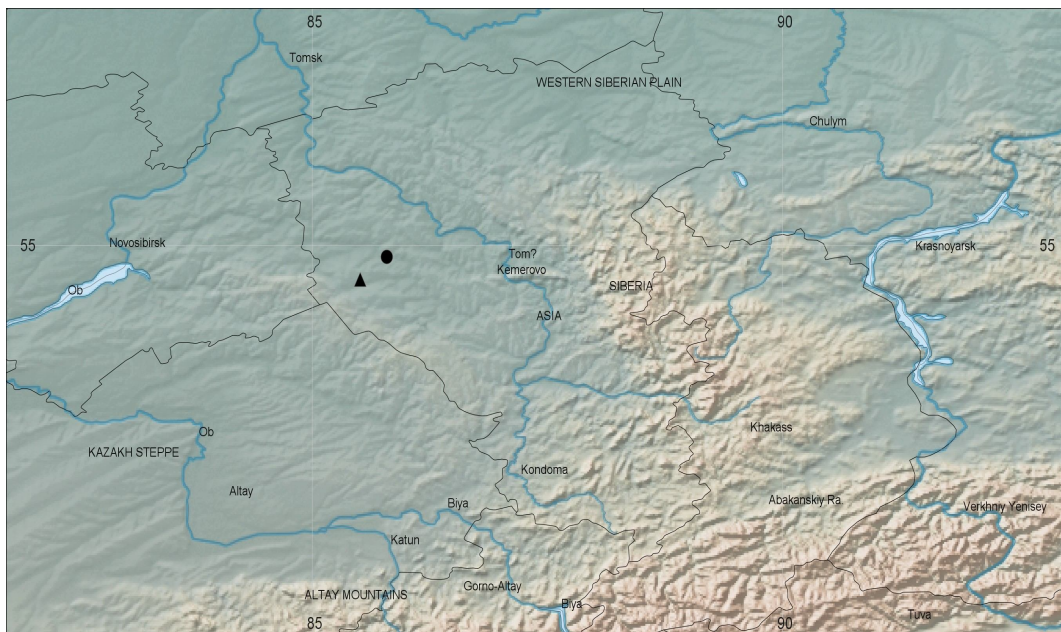 85
90
Tomsk
WESTERN SIBERIAN PLAIN
Chulym
55
Novosibirsk
Tom?
Krasnoyarsk
55
Kemerovo
Ob
SIBERIA
ASIA
Ob
Khakass
KAZAKH STEPPE
Kondoma
Altay
Biya
Abakanskiy Ra.
Verkhniy Yenisey
Katun
Gorno-Altay
ALTAY MOUNTAINS
Biya
Tuva
85
90